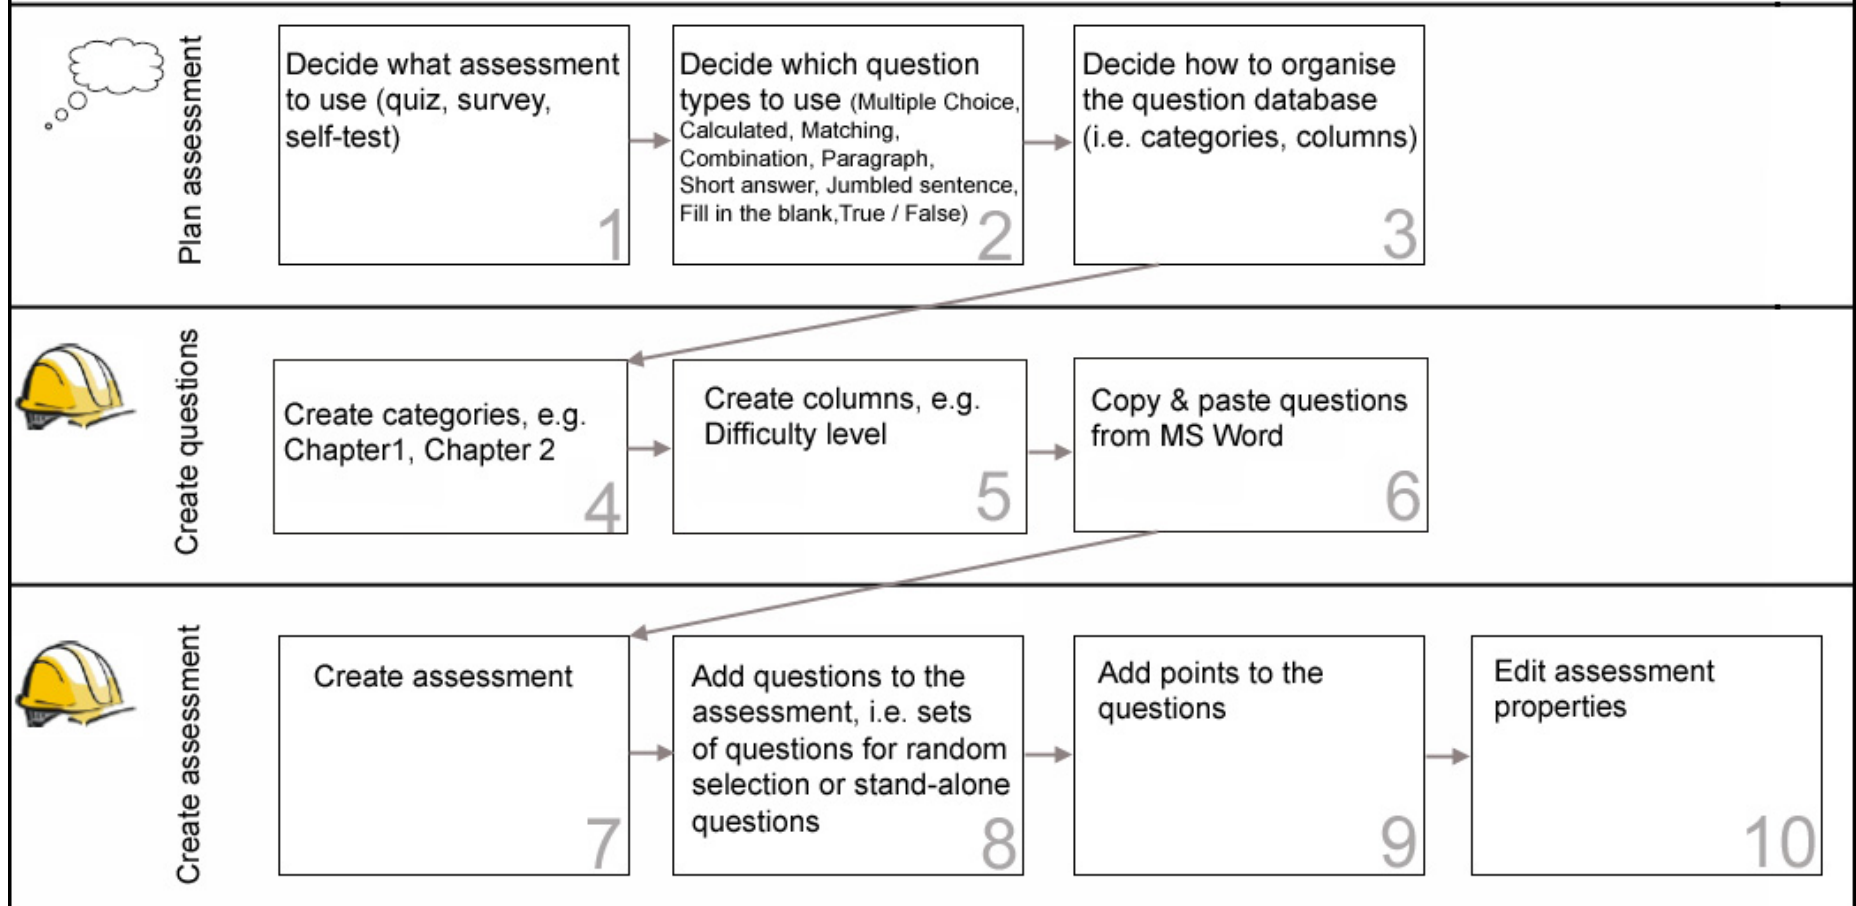 Plan assessment
Decide what assessment
to use (quiz, survey,
self-test)
1
Decide which question
types to use (Multiple Choice,
Calculated, Matching,
Combination, Paragraph,
Short answer, Jumbled sentence,
Fill in the blank,True / False)
2
Decide how to organise
the question database
(i.e. categories, columns)
3
Create questions
Create categories, e.g.
Chapter1, Chapter 2
4
Create columns, e.g.
Difficulty level
5
Copy & paste questions
from MS Word
6
Create assessment
Create assessment
7
Add questions to the
assessment, i.e. sets
of questions for random
selection or stand-alone
questions
8
Add points to the
questions
9
Edit assessment
properties
10